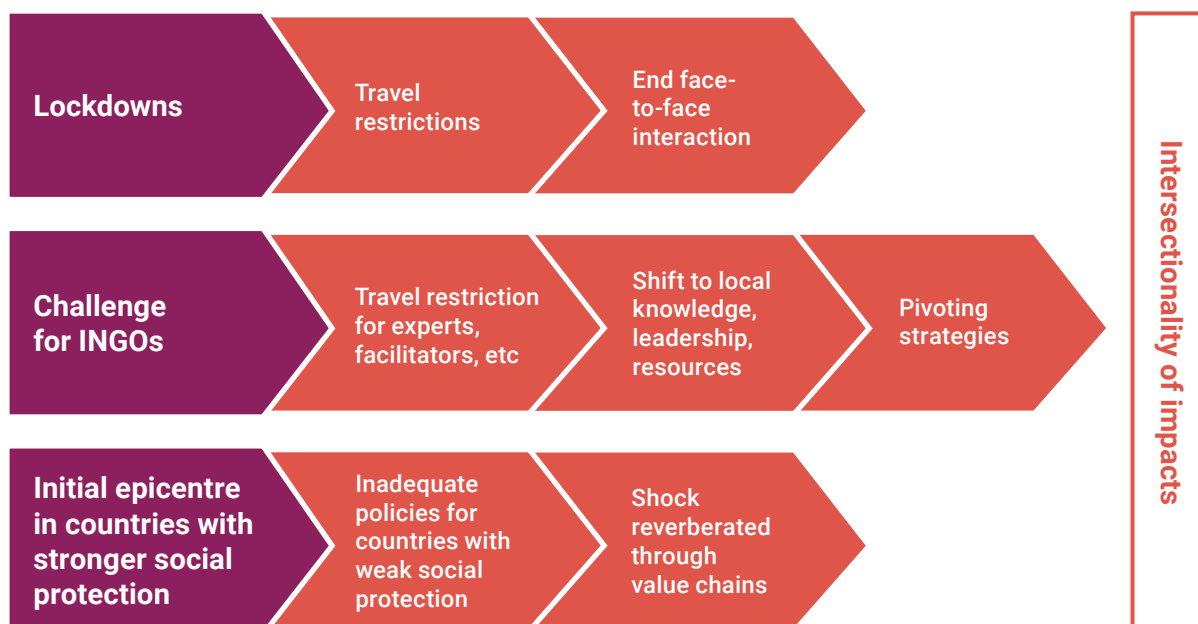 Lockdowns
Travel
restrictions
End face-
to-face
interaction
Challenge
for INGOs
Travel restriction
for experts,
facilitators, etc
Shift to local
knowledge,
leadership,
resources
Pivoting
strategies
Initial epicentre
in countries with
stronger social
protection
Inadequate
policies for
countries with
weak social
protection
Shock
reverberated
through
value chains
Intersectionality of impacts